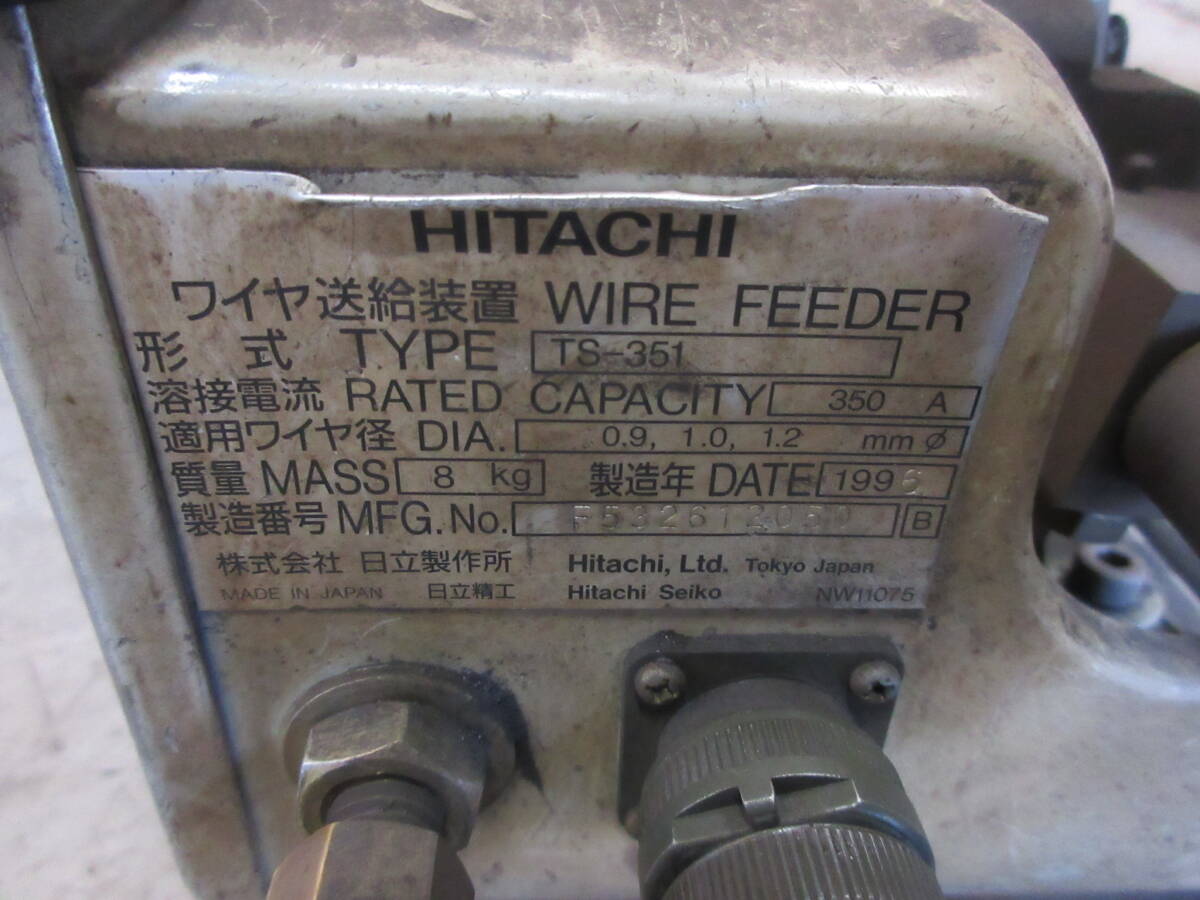 HITACHI
ワイヤ送給装置 WIRE FEEDER
形式 TYPE TS-351
溶接電流 RATED CAPACITY 350 A
適用ワイヤ径 DIA. 0.9, 1.0, 1.2 mmφ
質量 MASS 8 kg 製造年 DATE 1996
製造番号 MFG.No. B
株式会社 日立製作所 Hitachi, Ltd. Tokyo Japan
MADE IN JAPAN 日立精工 Hitachi Seiko NW11075